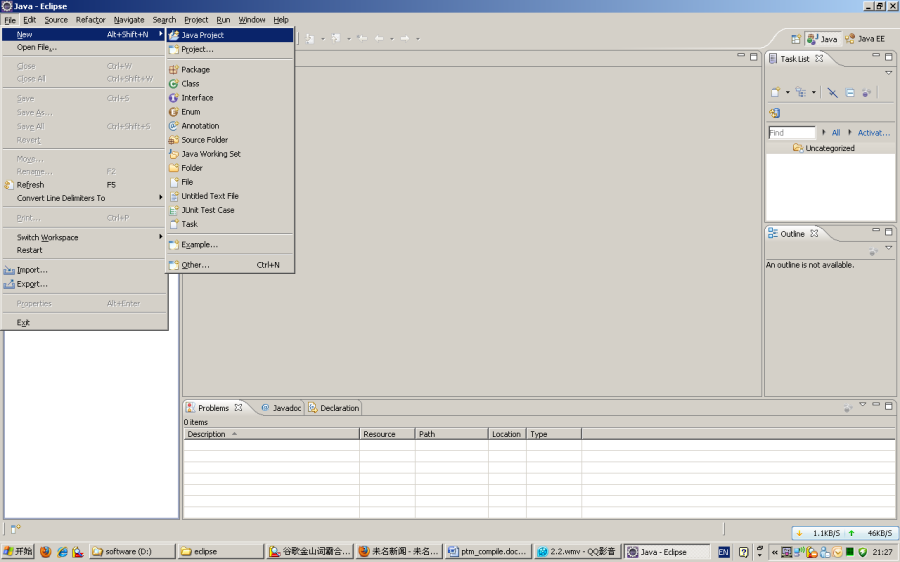 Java - Eclipse
File Edit Source Refactor Navigate Search Project Run Window Help
New Alt+Shift+N
Open File...
Close Ctrl+W
Close All Ctrl+Shift+W
Save Ctrl+S
Save As...
Save All Ctrl+Shift+S
Revert
Move...
Rename... F2
Refresh F5
Convert Line Delimiters To
Print... Ctrl+P
Switch Workspace
Restart
Import...
Export...
Properties Alt+Enter
Exit
Java Project
Project...
Package
Class
Interface
Enum
Annotation
Source Folder
Java Working Set
Folder
File
Untitled Text File
JUnit Test Case
Task
Example...
Other... Ctrl+N
Java Java EE
Task List
Find All Activat...
Uncategorized
Outline
An outline is not available.
Problems Javadoc Declaration
0 items
Description Resource Path Location Type
1.1KB/S 46KB/S
开始 software (D:) eclipse 谷歌金山词霸合... 未名新闻 - 未名... ptm_compile.doc... 2.2.wmv - QQ影音 Java - Eclipse EN 21:27